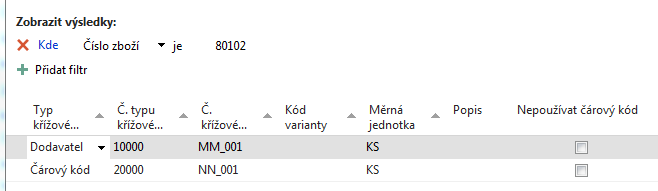 Zobrazit výsledky:
Kde Číslo zboží je 80102
Přidat filtr
Typ křížové... Č. typu křížové... Č. křížové... Kód varianty Měrná jednotka Popis Nepoužívat čárový kód
Dodavatel 10000 MM_001 KS
Čárový kód 20000 NN_001 KS